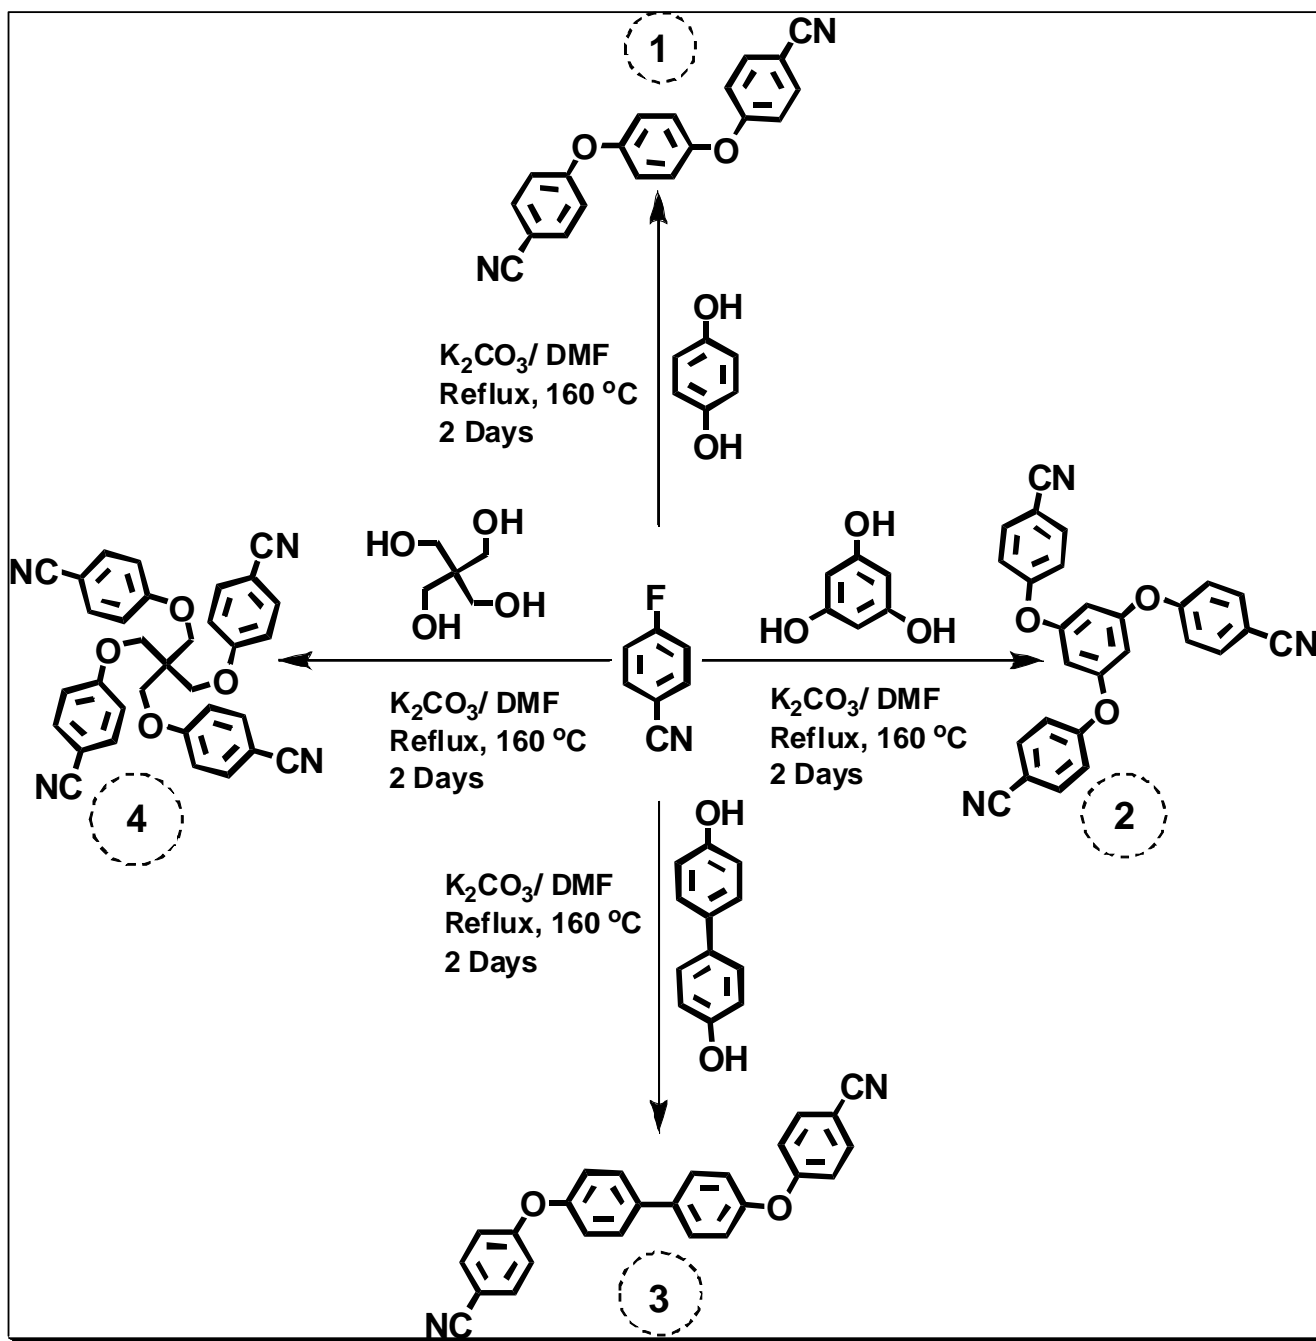 1
CN
O
O
NC
OH
K₂CO₃/ DMF
Reflux, 160 °C
2 Days
OH
CN
OH
HO
OH
OH
HO
OH
HO
OH
CN
NC
O
O
O
O
NC
CN
4
K₂CO₃/ DMF
Reflux, 160 °C
2 Days
F
CN
K₂CO₃/ DMF
Reflux, 160 °C
2 Days
O
O
CN
O
NC
2
OH
K₂CO₃/ DMF
Reflux, 160 °C
2 Days
OH
CN
O
O
NC
3